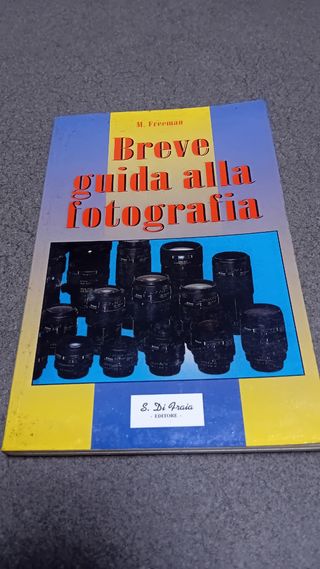 M. Freeman
Breve
guida alla
fotografia
S. Di Fraia
- EDITORE -